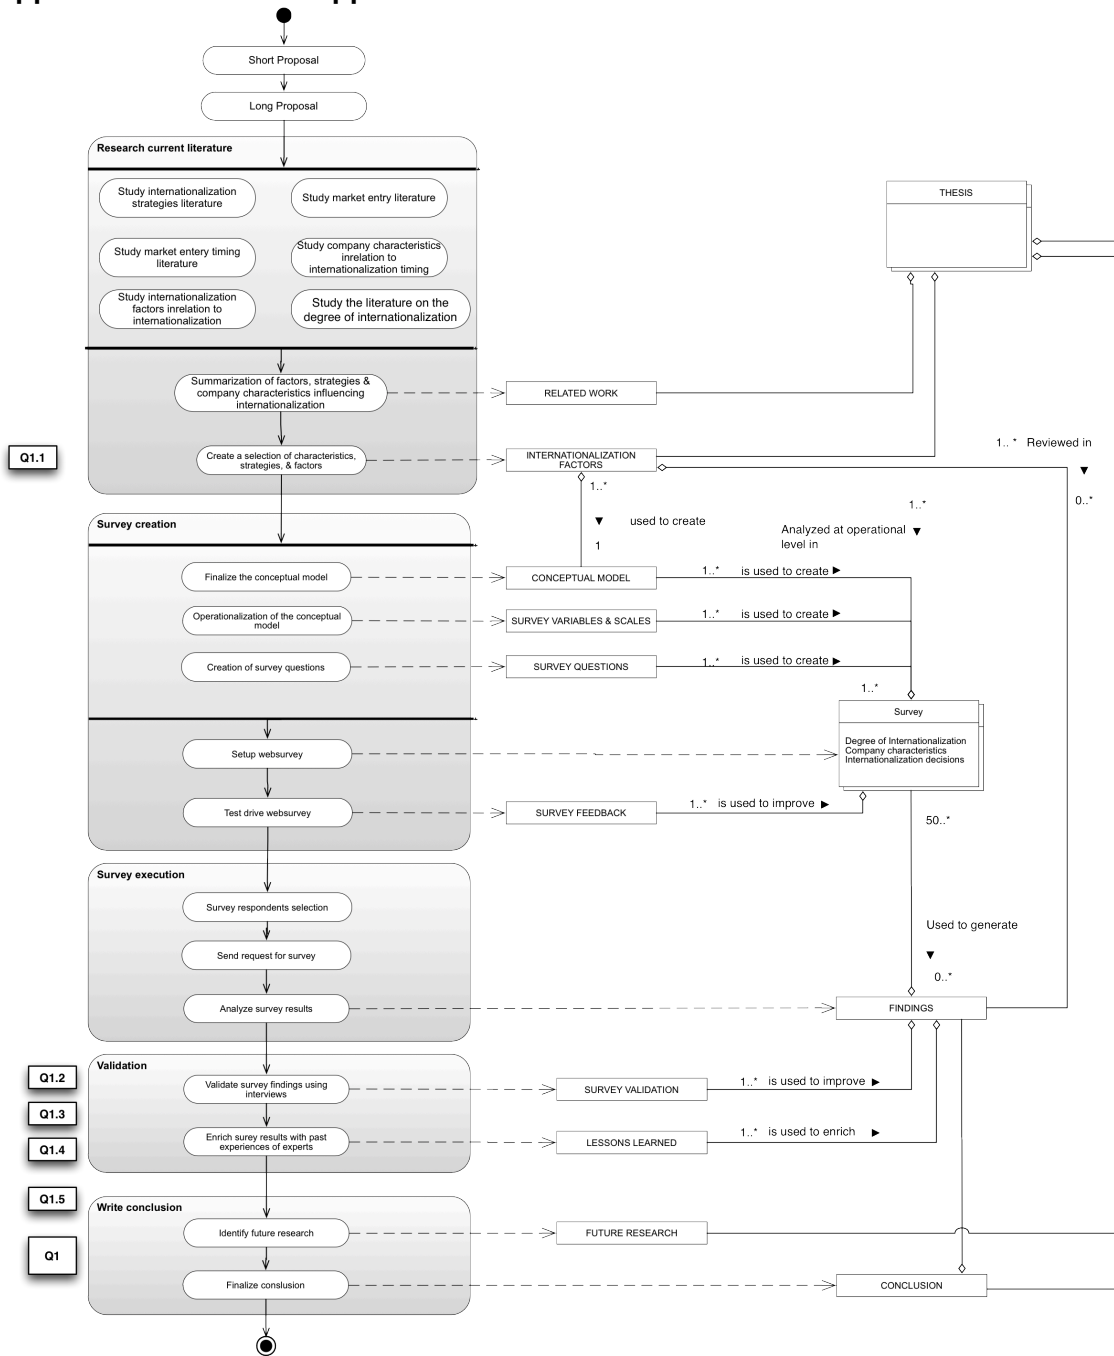 Short Proposal
Long Proposal
Research current literature
Study internationalization
strategies literature
Study market entry literature
Study market entery timing
literature
Study company characteristics
inrelation to
internationalization timing
Study internationalization
factors inrelation to
internationalization
Study the literature on the
degree of internationalization
THESIS
Summarization of factors, strategies &
company characteristics influencing
internationalization
RELATED WORK
Q1.1
Create a selection of characteristics,
strategies, & factors
INTERNATIONALIZATION
FACTORS
1.. * Reviewed in
0..*
1..*
used to create
1
1..*
Analyzed at operational
level in
Survey creation
Finalize the conceptual model
CONCEPTUAL MODEL
1..* is used to create
Operationalization of the conceptual
model
SURVEY VARIABLES & SCALES
1..* is used to create
Creation of survey questions
SURVEY QUESTIONS
1..* is used to create
1..*
Survey
Degree of Internationalization
Company characteristics
Internationalization decisions
Setup websurvey
Test drive websurvey
SURVEY FEEDBACK
1..* is used to improve
50..*
Survey execution
Survey respondents selection
Send request for survey
Analyze survey results
Used to generate
0..*
FINDINGS
Validation
Q1.2
Validate survey findings using
interviews
SURVEY VALIDATION
1..* is used to improve
Q1.3
Q1.4
Enrich surey results with past
experiences of experts
LESSONS LEARNED
1..* is used to enrich
Q1.5
Write conclusion
Identify future research
FUTURE RESEARCH
Q1
Finalize conslusion
CONCLUSION